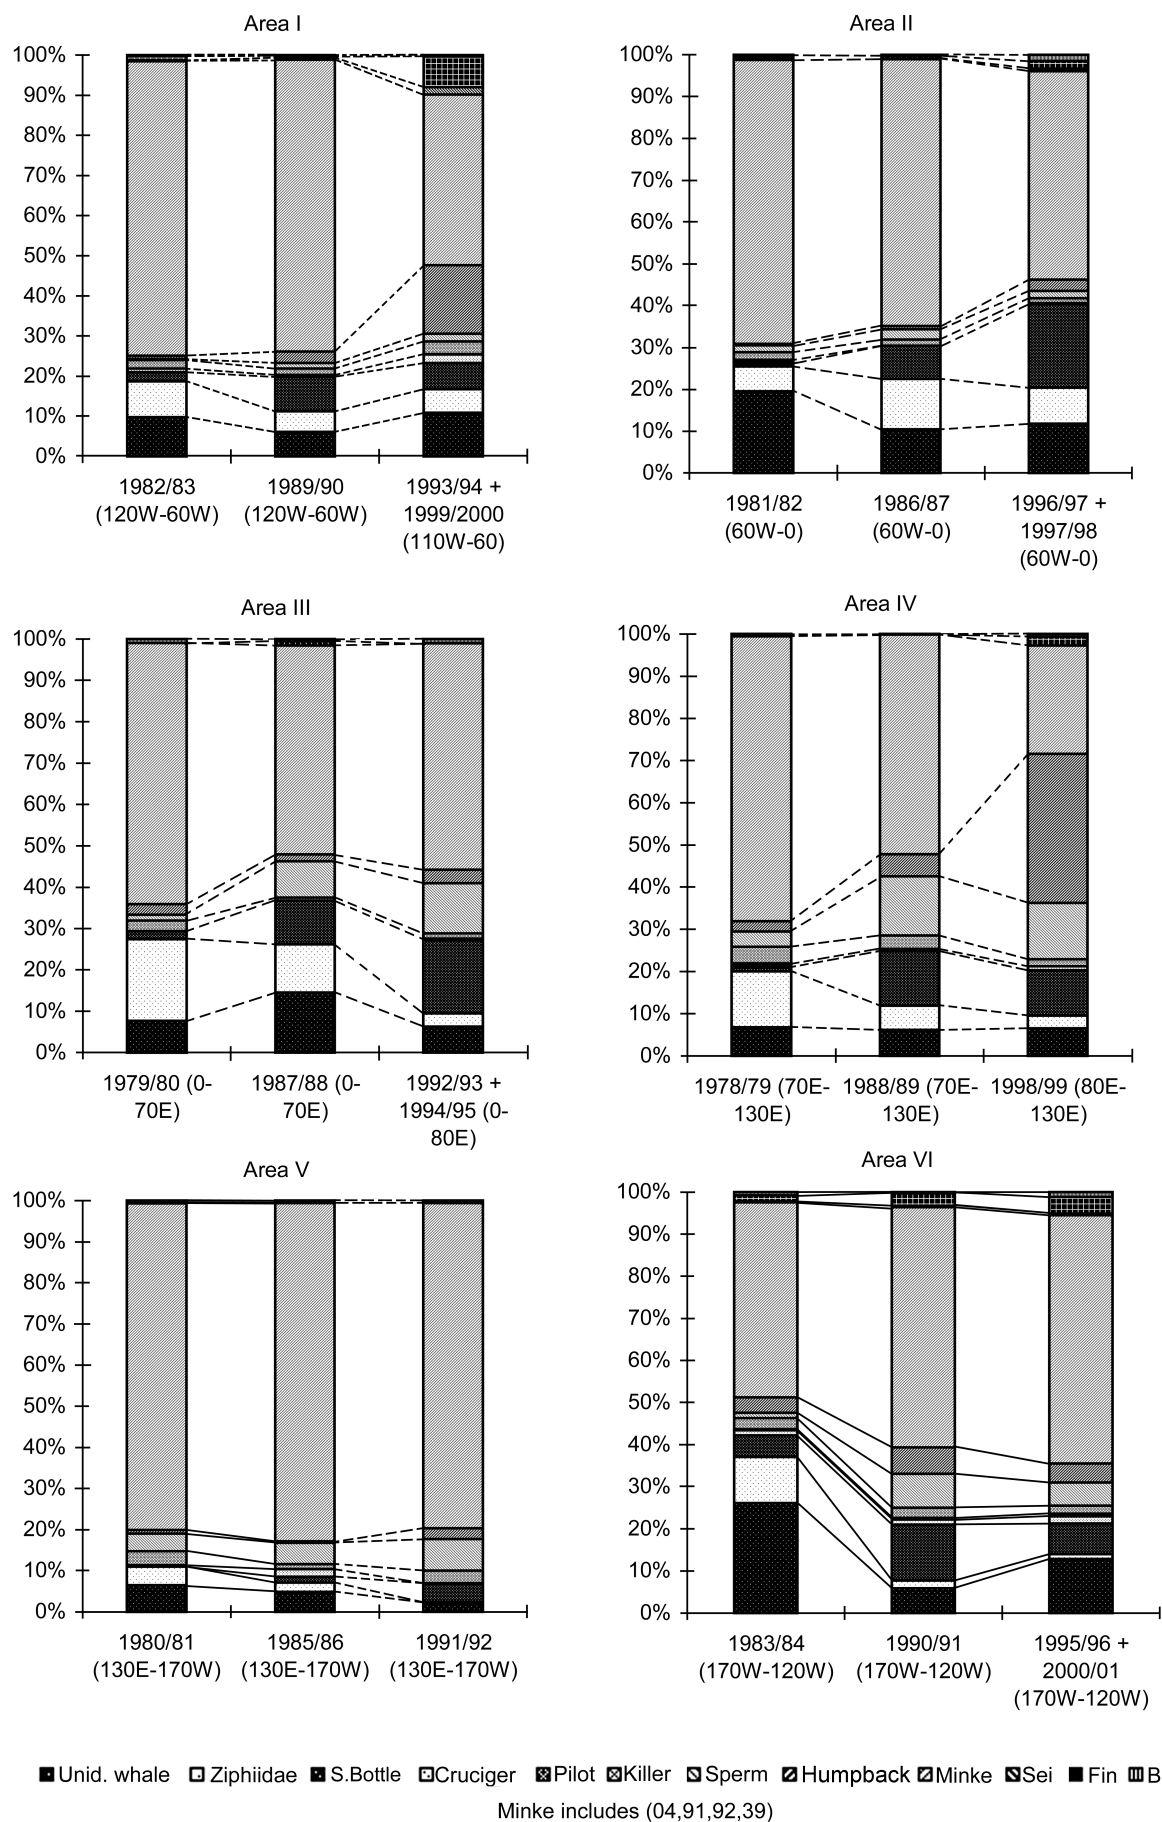 Area I
100%
90%
80%
70%
60%
50%
40%
30%
20%
10%
0%
1982/83
(120W-60W)
1989/90
(120W-60W)
1993/94 +
1999/2000
(110W-60)
Area II
100%
90%
80%
70%
60%
50%
40%
30%
20%
10%
0%
1981/82
(60W-0)
1986/87
(60W-0)
1996/97 +
1997/98
(60W-0)
Area III
100%
90%
80%
70%
60%
50%
40%
30%
20%
10%
0%
1979/80 (0-
70E)
1987/88 (0-
70E)
1992/93 +
1994/95 (0-
80E)
Area IV
100%
90%
80%
70%
60%
50%
40%
30%
20%
10%
0%
1978/79 (70E-
130E)
1988/89 (70E-
130E)
1998/99 (80E-
130E)
Area V
100%
90%
80%
70%
60%
50%
40%
30%
20%
10%
0%
1980/81
(130E-170W)
1985/86
(130E-170W)
1991/92
(130E-170W)
Area VI
100%
90%
80%
70%
60%
50%
40%
30%
20%
10%
0%
1983/84
(170W-120W)
1990/91
(170W-120W)
1995/96 +
2000/01
(170W-120W)
Unid. whale Ziphiidae S.Bottle Cruciger Pilot Killer Sperm Humpback Minke Sei Fin B
Minke includes (04,91,92,39)